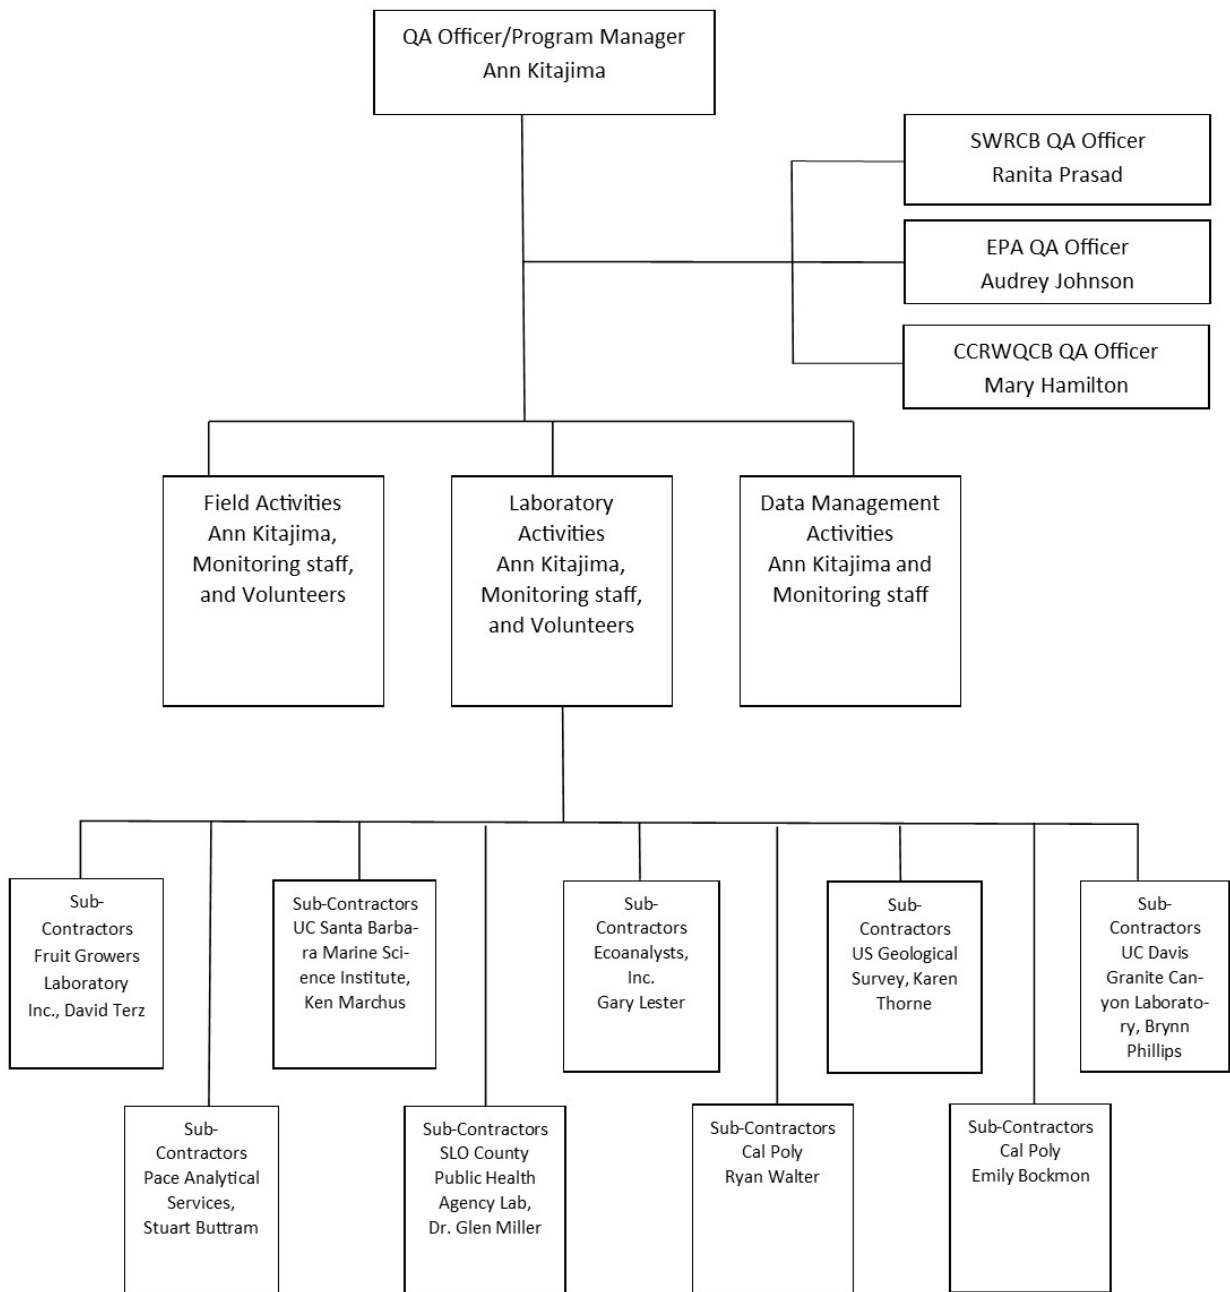 QA Officer/Program Manager
Ann Kitajima
SWRCB QA Officer
Ranita Prasad
EPA QA Officer
Audrey Johnson
CCRWQCB QA Officer
Mary Hamilton
Field Activities
Ann Kitajima,
Monitoring staff,
and Volunteers
Laboratory
Activities
Ann Kitajima,
Monitoring staff,
and Volunteers
Data Management
Activities
Ann Kitajima and
Monitoring staff
Sub-
Contractors
Fruit Growers
Laboratory
Inc., David Terz
Sub-Contractors
UC Santa Barba-
ra Marine Sci-
ence Institute,
Ken Marchus
Sub-
Contractors
Ecoanalysts,
Inc.
Gary Lester
Sub-
Contractors
US Geological
Survey, Karen
Thorne
Sub-
Contractors
UC Davis
Granite Can-
yon Laborato-
ry, Brynn
Phillips
Sub-
Contractors
Pace Analytical
Services,
Stuart Buttram
Sub-Contractors
SLO County
Public Health
Agency Lab,
Dr. Glen Miller
Sub-Contractors
Cal Poly
Ryan Walter
Sub-Contractors
Cal Poly
Emily Bockmon